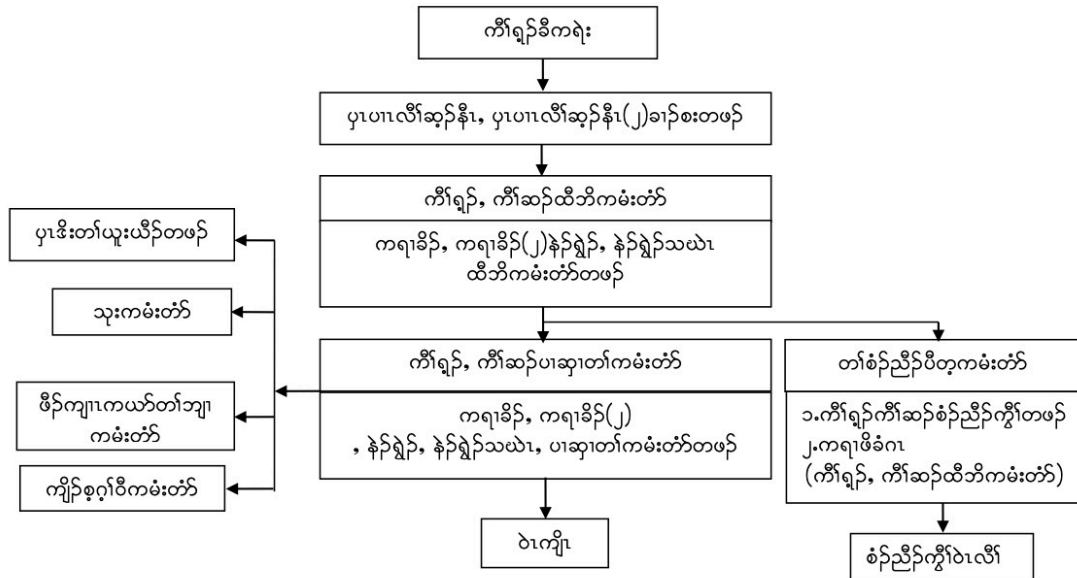 ကီၢ်ရ့ၣ်ခီကရဲး
ပှၤပၢၤလီၢ်ဆ့ၣ်နီၤ, ပှၤပၢၤလီၢ်ဆ့ၣ်နီၤ(၂)ခၢၣ်စးတဖၣ်
ကီၢ်ရ့ၣ်, ကီၢ်ဆၣ်ထီဘိကမံးတံာ်
ကရၢခိၣ်, ကရၢခိၣ်(၂)နဲၣ်ရွဲၣ်, နဲၣ်ရွဲၣ်သဃဲၤ
ထီဘိကမံးတံာ်တဖၣ်
ပှၤဒိးတၢ်ယူးယီၣ်တဖၣ်
သုးကမံးတံာ်
ဖီၣ်ကျၢၤကယာ်တၢ်ဘျၢ
ကမံးတံာ်
ကျိၣ်စ့ဂ့ၢ်ဝီကမံးတံာ်
ကီၢ်ရ့ၣ်, ကီၢ်ဆၣ်ပၢဆှၢတၢ်ကမံးတံာ်
ကရၢခိၣ်, ကရၢခိၣ်(၂)
, နဲၣ်ရွဲၣ်, နဲၣ်ရွဲၣ်သဃဲၤ, ပၢဆှၢတၢ်ကမံးတံာ်တဖၣ်
တၢ်စံၣ်ညီၣ်ပီတ့ကမံးတံာ်
၁.ကီၢ်ရ့ၣ်ကီၢ်ဆၣ်စံၣ်ညီၣ်ကွီၢ်တဖၣ်
၂.ကရၢဖိခံဂၤ
(ကီၢ်ရ့ၣ်, ကီၢ်ဆၣ်ထီဘိကမံးတံာ်)
ဝဲၤကျိၤ
စံၣ်ညီၣ်ကွီၢ်ဝဲၤလီၢ်